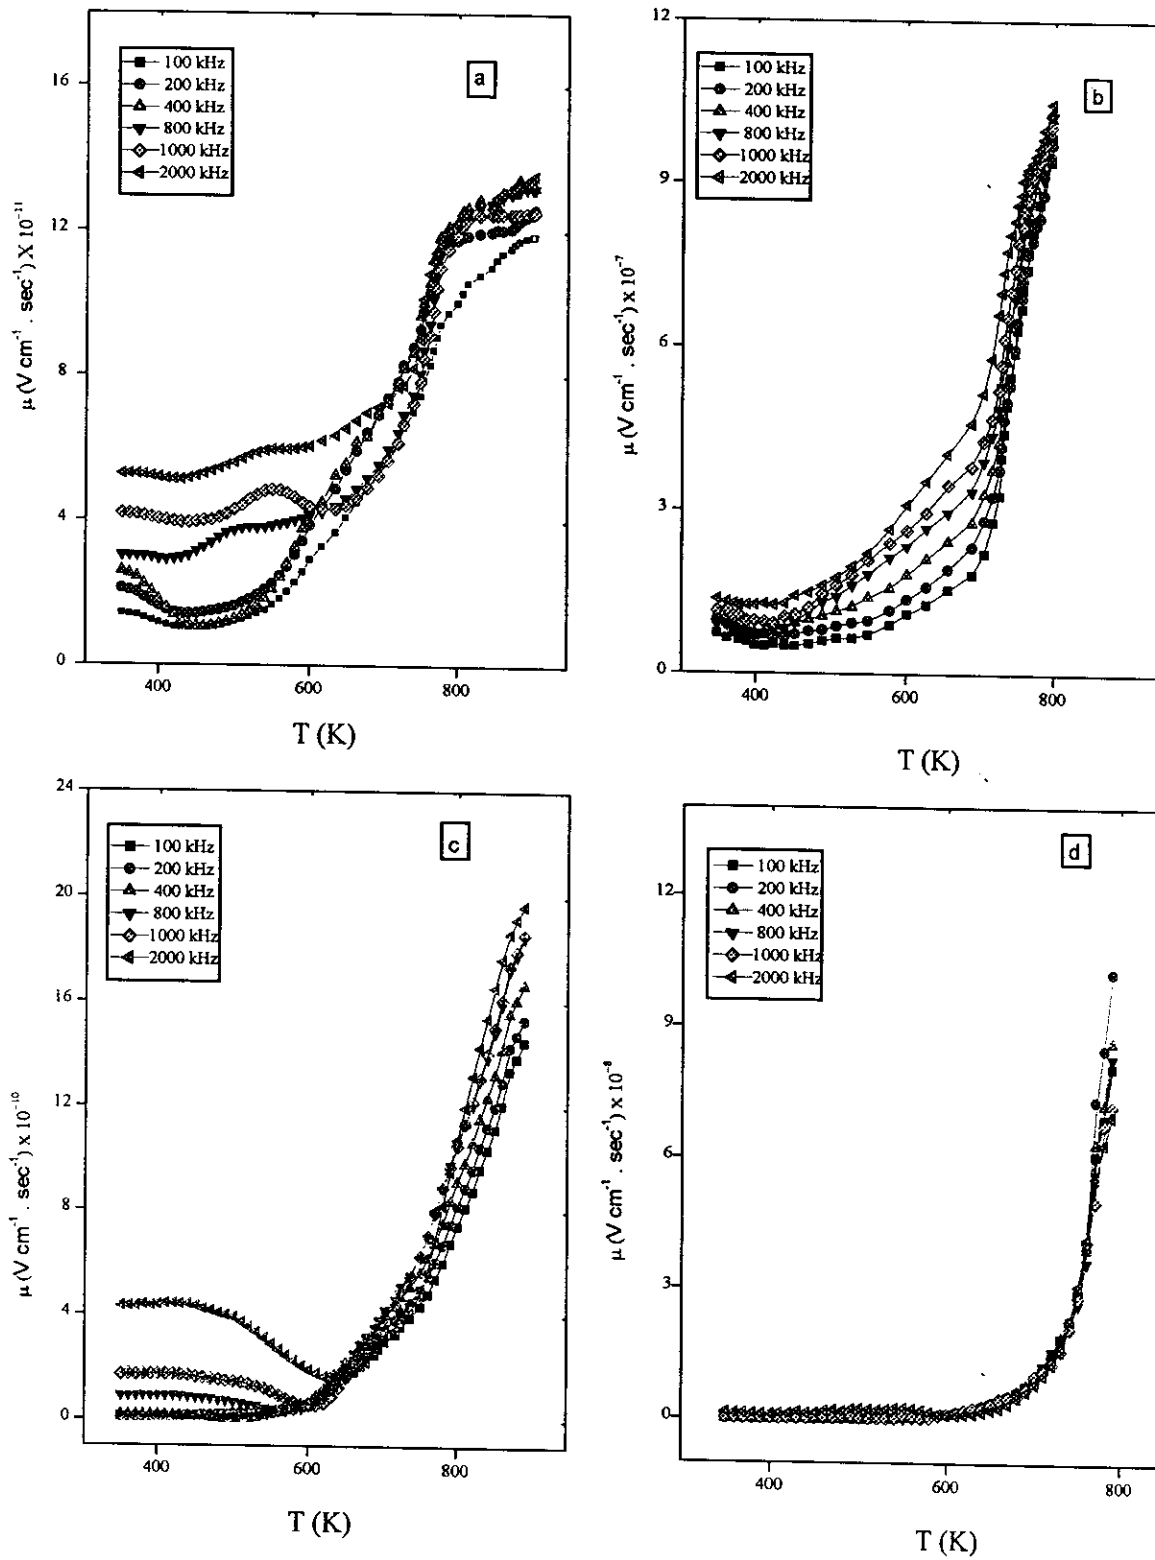 a
100 kHz
200 kHz
400 kHz
800 kHz
1000 kHz
2000 kHz
16
12
8
4
0
μ (V cm⁻¹ . sec⁻¹) X 10⁻¹¹
400 600 800
T (K)
b
100 kHz
200 kHz
400 kHz
800 kHz
1000 kHz
2000 kHz
12
9
6
3
0
μ (V cm⁻¹ . sec⁻¹) x 10⁻⁷
400 600 800
T (K)
c
100 kHz
200 kHz
400 kHz
800 kHz
1000 kHz
2000 kHz
24
20
16
12
8
4
0
μ (V cm⁻¹ . sec⁻¹) x 10⁻¹⁰
400 600 800
T (K)
d
100 kHz
200 kHz
400 kHz
800 kHz
1000 kHz
2000 kHz
12
9
6
3
0
μ (V cm⁻¹ . sec⁻¹) x 10⁻⁸
400 600 800
T (K)